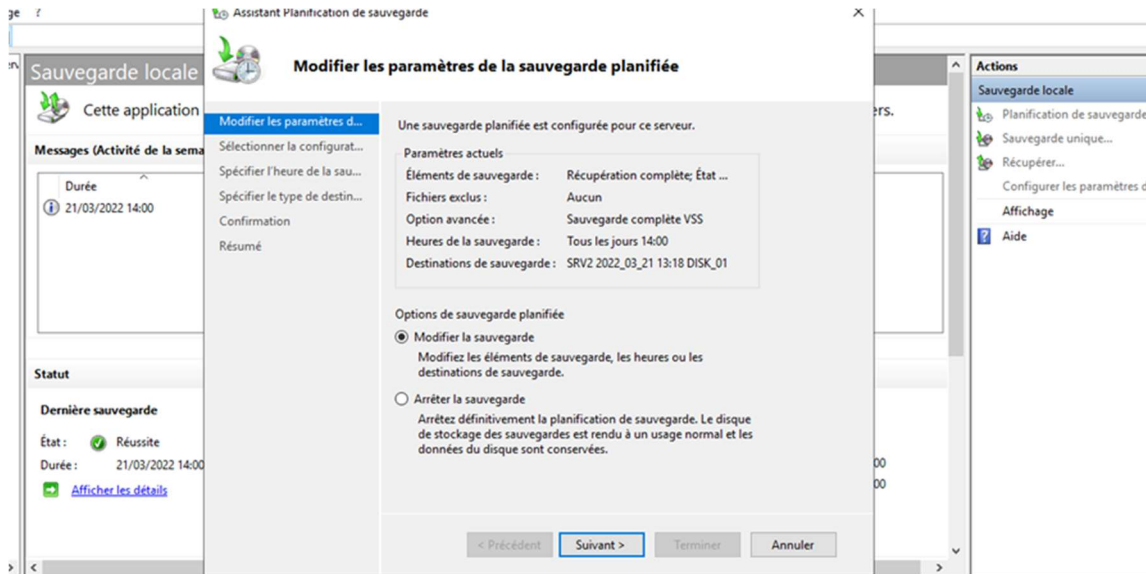 ge ?
Assistant Planification de sauvegarde
Modifier les paramètres de la sauvegarde planifiée
Sauvegarde locale
Cette application
ers.
Messages (Activité de la sema
Durée
21/03/2022 14:00
Statut
Dernière sauvegarde
État : Réussite
Durée : 21/03/2022 14:00
Afficher les détails
Modifier les paramètres d...
Sélectionner la configurat...
Spécifier l'heure de la sau...
Spécifier le type de destin...
Confirmation
Résumé
Une sauvegarde planifiée est configurée pour ce serveur.
Paramètres actuels
Éléments de sauvegarde : Récupération complète; État ...
Fichiers exclus : Aucun
Option avancée : Sauvegarde complète VSS
Heures de la sauvegarde : Tous les jours 14:00
Destinations de sauvegarde : SRV2 2022_03_21 13:18 DISK_01
Options de sauvegarde planifiée
Modifier la sauvegarde
Modifiez les éléments de sauvegarde, les heures ou les
destinations de sauvegarde.
Arrêter la sauvegarde
Arrêtez définitivement la planification de sauvegarde. Le disque
de stockage des sauvegardes est rendu à un usage normal et les
données du disque sont conservées.
< Précédent Suivant > Terminer Annuler
00
00
Actions
Sauvegarde locale
Planification de sauvegarde
Sauvegarde unique...
Récupérer...
Configurer les paramètres d
Affichage
Aide